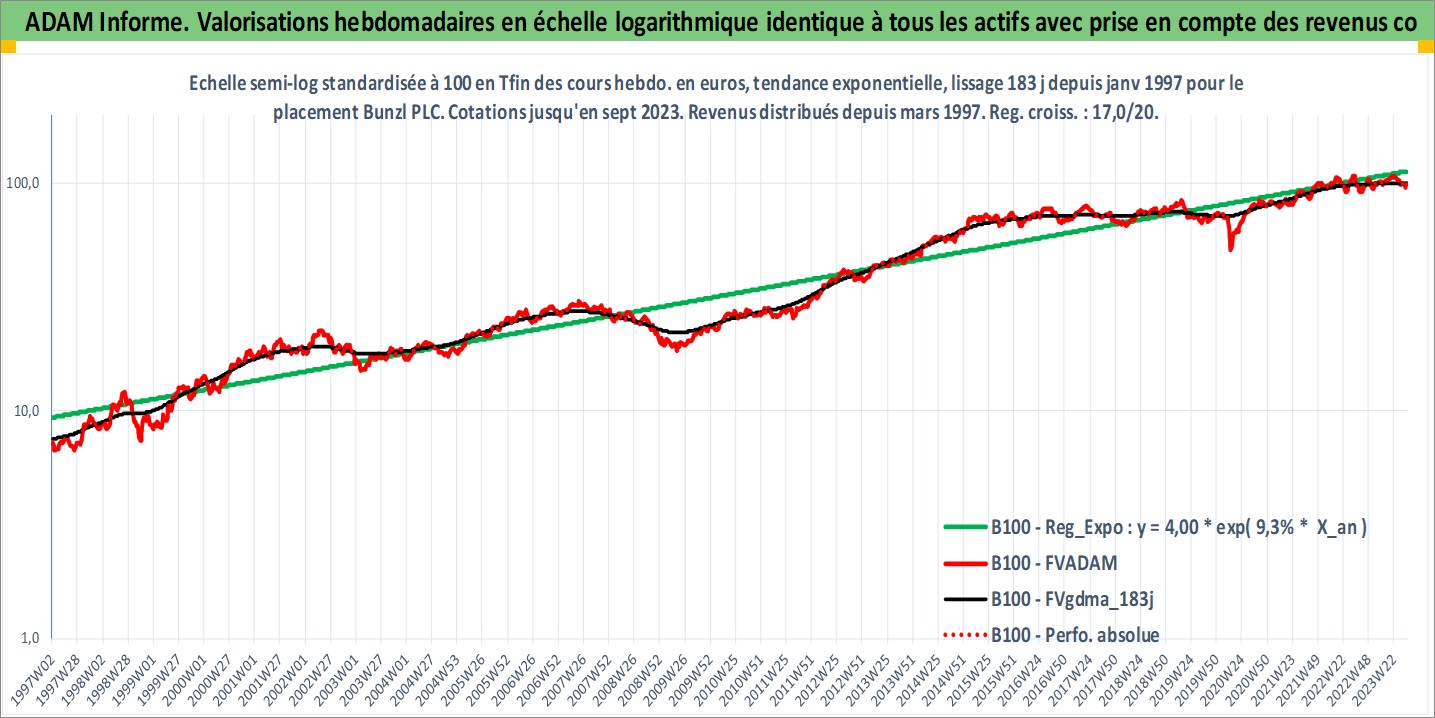 ADAM Informe. Valorisations hebdomadaires en échelle logarithmique identique à tous les actifs avec prise en compte des revenus co
Echelle semi-log standardisée à 100 en Tfin des cours hebdo. en euros, tendance exponentielle, lissage 183 j depuis janv 1997 pour le
placement Bunzl PLC. Cotations jusqu'en sept 2023. Revenus distribués depuis mars 1997. Reg. croiss. : 17,0/20.
100,0
10,0
1,0
B100 - Reg_Expo : y = 4,00 * exp( 9,3% * X_an )
B100 - FVADAM
B100 - FVgdma_183j
B100 - Perfo. absolue
1997W02
1997W28
1998W02
1998W28
1999W01
1999W27
2000W01
2000W27
2001W01
2001W27
2002W01
2002W27
2003W01
2003W27
2004W01
2004W27
2004W53
2005W26
2005W52
2006W26
2006W52
2007W26
2007W52
2008W26
2008W52
2009W26
2009W52
2010W25
2010W51
2011W25
2011W51
2012W25
2012W51
2013W25
2013W51
2014W25
2014W51
2015W25
2015W51
2016W24
2016W50
2017W24
2017W50
2018W24
2018W50
2019W24
2019W50
2020W24
2020W50
2021W23
2021W49
2022W22
2022W48
2023W22